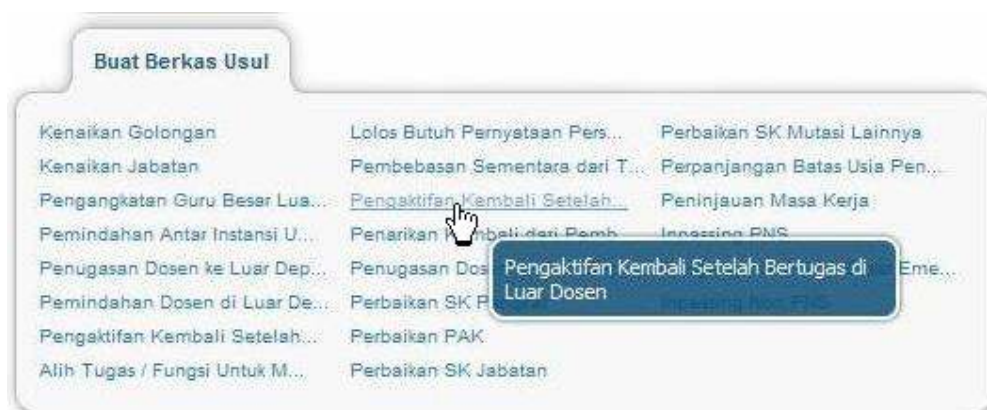 Buat Berkas Usul
Kenaikan Golongan
Kenaikan Jabatan
Pengangkatan Guru Besar Lua...
Pemindahan Antar Instansi U...
Penugasan Dosen ke Luar Dep...
Pemindahan Dosen di Luar De...
Pengaktifan Kembali Setelah...
Alih Tugas / Fungsi Untuk M...
Lolos Butuh Pernyataan Pers...
Pembebasan Sementara dari T...
Pengaktifan Kembali Setelah...
Penarikan Kembali dari Pemb...
Penugasan Dos
Perbaikan SK P
Perbaikan PAK
Perbaikan SK Jabatan
Perbaikan SK Mutasi Lainnya
Perpanjangan Batas Usia Pen...
Peninjauan Masa Kerja
Inpassing PNS
Eme...
Inpassing Non PNS
Pengaktifan Kembali Setelah Bertugas di
Luar Dosen